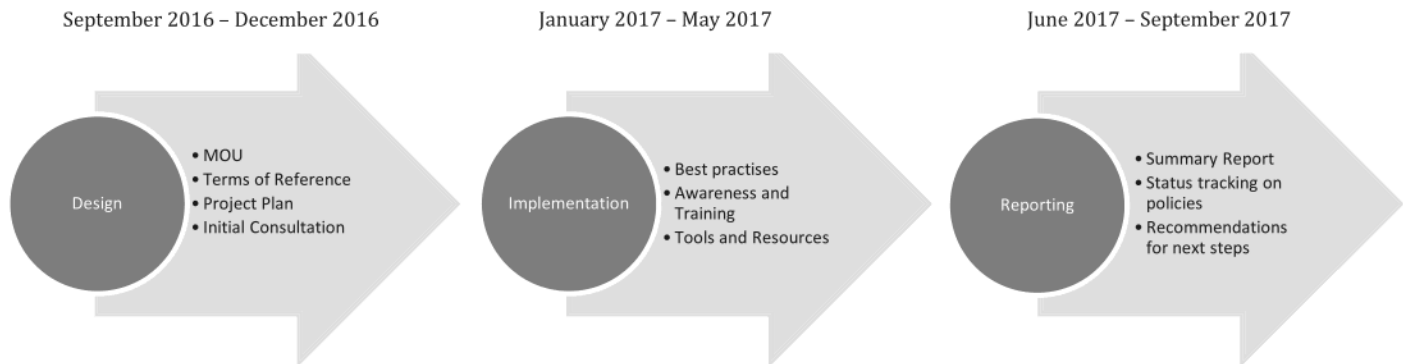 September 2016 – December 2016
January 2017 – May 2017
June 2017 – September 2017
Design
• MOU
• Terms of Reference
• Project Plan
• Initial Consultation
Implementation
• Best practises
• Awareness and
Training
• Tools and Resources
Reporting
• Summary Report
• Status tracking on
policies
• Recommendations
for next steps